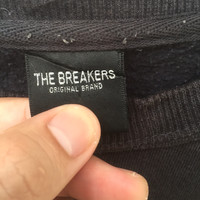 THE BREAKERS
ORIGINAL BRAND